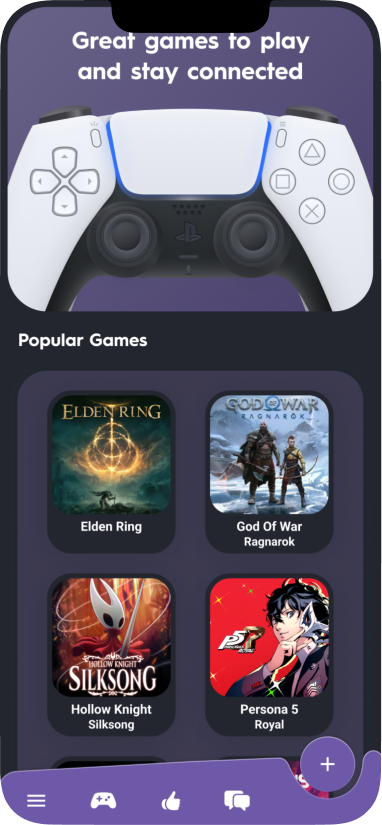 Great games to play
and stay connected
Popular Games
ELDEN RING
GOD OF WAR
RAGNARÖK
Elden Ring
God Of War
Ragnarok
HOLLOW KNIGHT
SILKSONG
P5R
Hollow Knight
Silksong
Persona 5
Royal